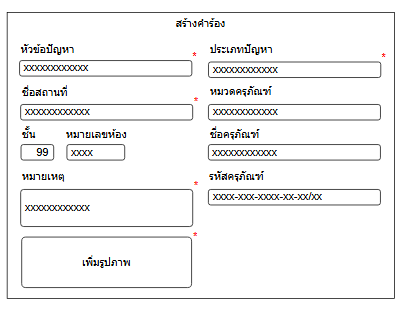 สร้างคำร้อง
หัวข้อปัญหา * ประเภทปัญหา *
xxxxxxxxxxxx xxxxxxxxxxxx
ชื่อสถานที่ * หมวดครุภัณฑ์
xxxxxxxxxxxx xxxxxxxxxxxx
ชั้น หมายเลขห้อง ชื่อครุภัณฑ์
99 xxxx xxxxxxxxxxxx
หมายเหตุ * รหัสครุภัณฑ์
xxxxxxxxxxxx xxxx-xxx-xxxx-xx-xx/xx
*
เพิ่มรูปภาพ